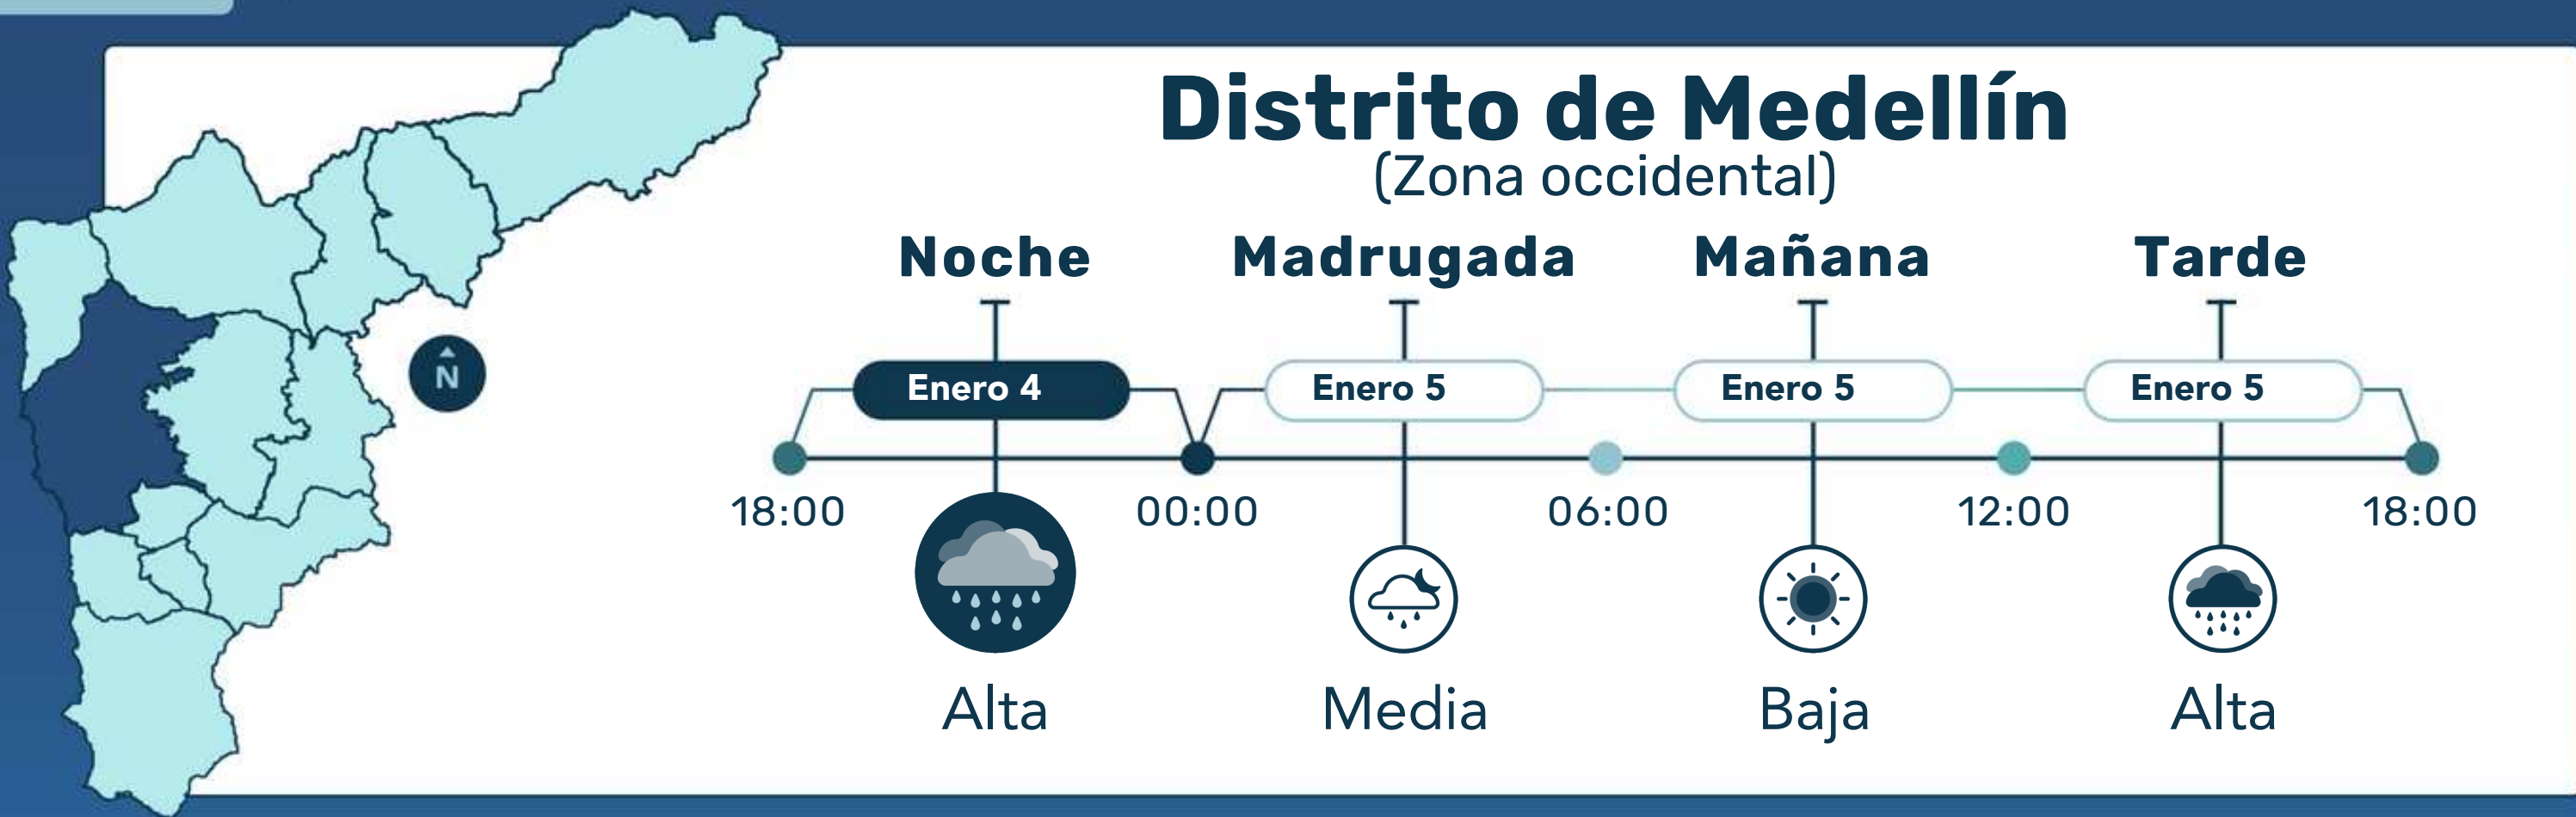 Distrito de Medellín
(Zona occidental)
Noche Madrugada Mañana Tarde
Enero 4 Enero 5 Enero 5 Enero 5
N
18:00 00:00 06:00 12:00 18:00
Alta Media Baja Alta